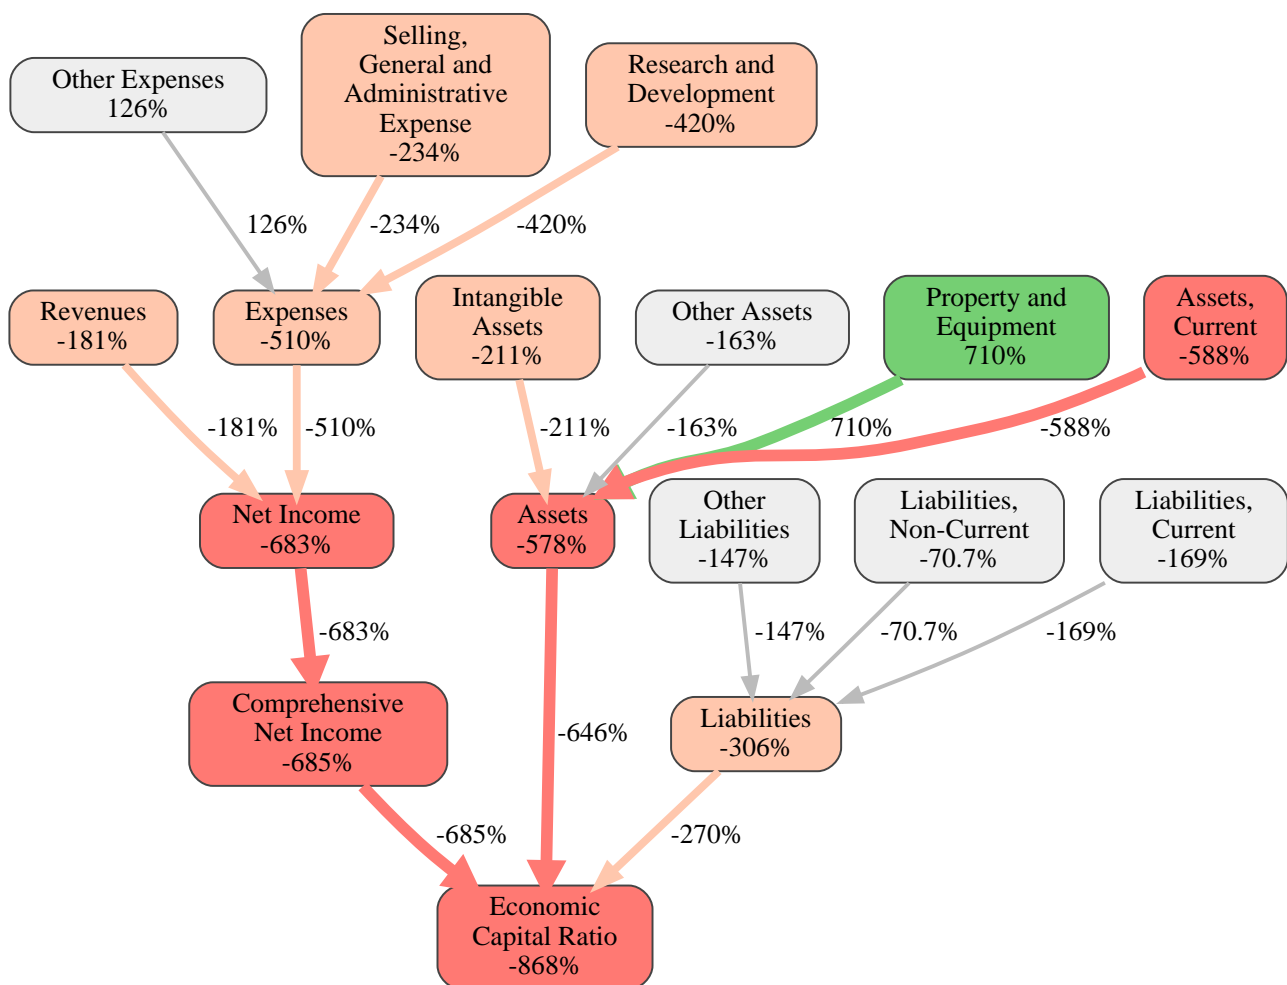 Other Expenses
126%
Selling,
General and
Administrative
Expense
-234%
Research and
Development
-420%
126%
-234%
-420%
Revenues
-181%
Expenses
-510%
Intangible
Assets
-211%
Other Assets
-163%
Property and
Equipment
710%
Assets,
Current
-588%
-181%
-510%
-211%
-163%
710%
-588%
Net Income
-683%
Assets
-578%
Other
Liabilities
-147%
Liabilities,
Non-Current
-70.7%
Liabilities,
Current
-169%
-683%
-147%
-70.7%
-169%
Comprehensive
Net Income
-685%
-646%
Liabilities
-306%
-685%
-270%
Economic
Capital Ratio
-868%